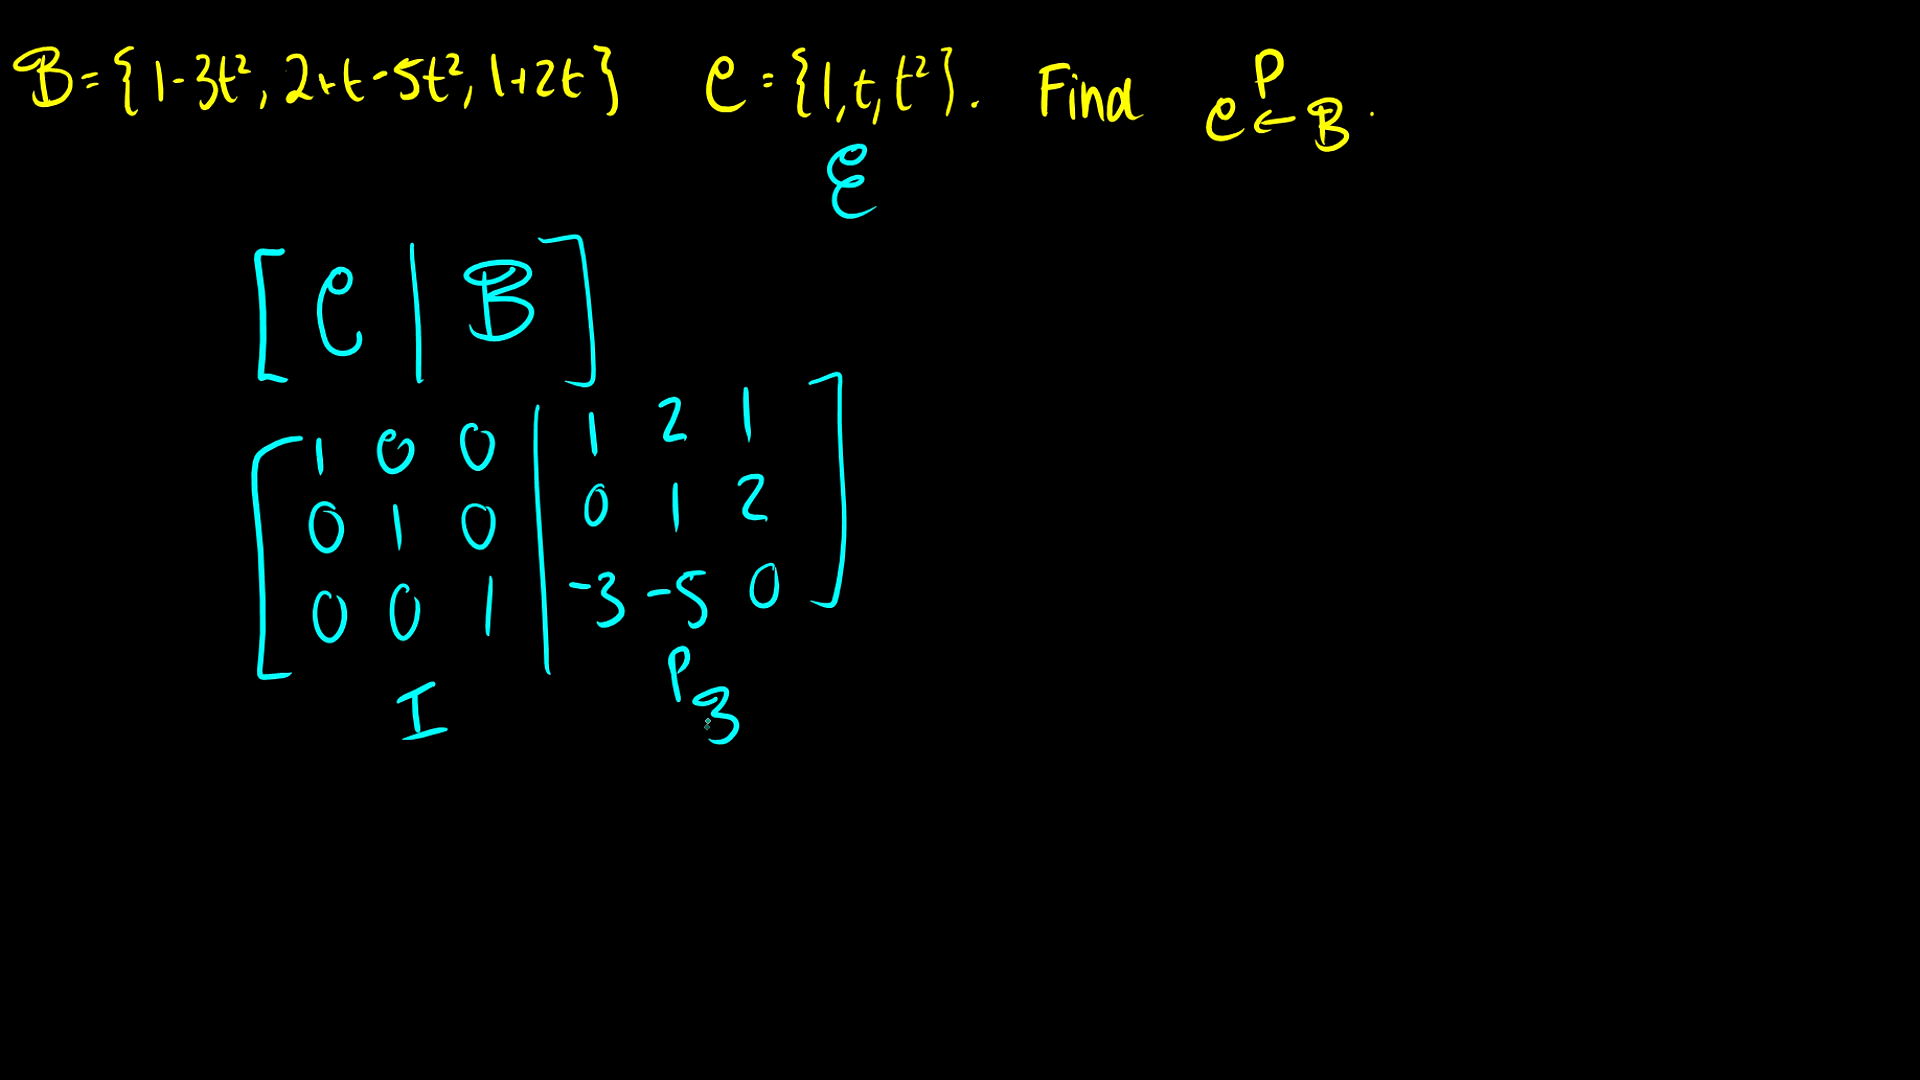 ℬ = {1-3t², 2+t-5t², 1+2t} 𝒞 = {1, t, t²}. Find P 𝒞←ℬ.
ℰ
[ 𝒞 | ℬ ]
[ 1 0 0 | 1 2 1
0 1 0 | 0 1 2
0 0 1 | -3 -5 0 ]
I P_ℬ